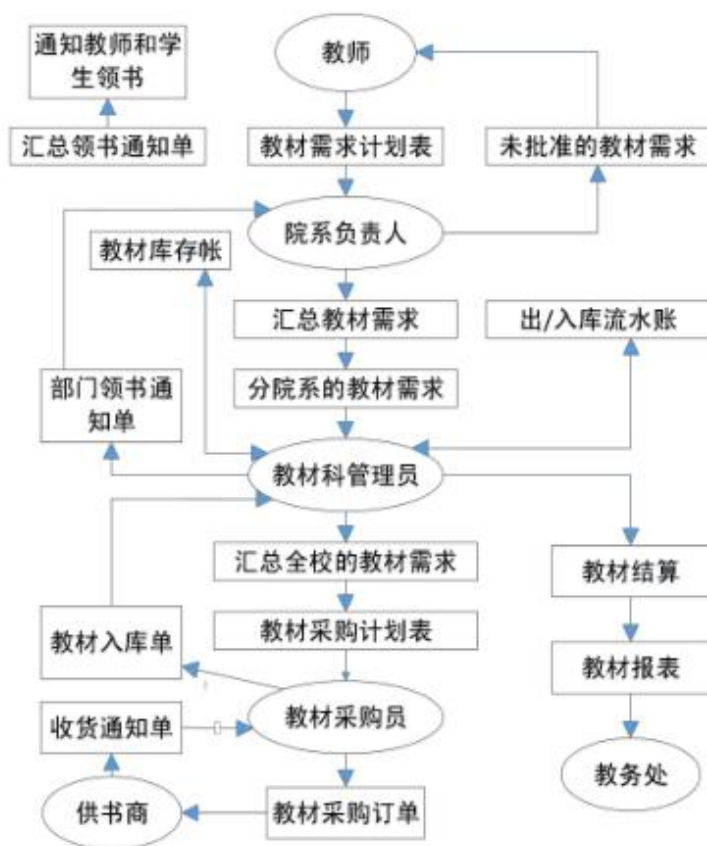 通知教师和学
生领书
教师
汇总领书通知单
教材需求计划表
未批准的教材需求
院系负责人
教材库存帐
汇总教材需求
出/入库流水账
部门领书通
知单
分院系的教材需求
教材科管理员
汇总全校的教材需求
教材结算
教材入库单
教材采购计划表
教材报表
收货通知单
教材采购员
教务处
供书商
教材采购订单